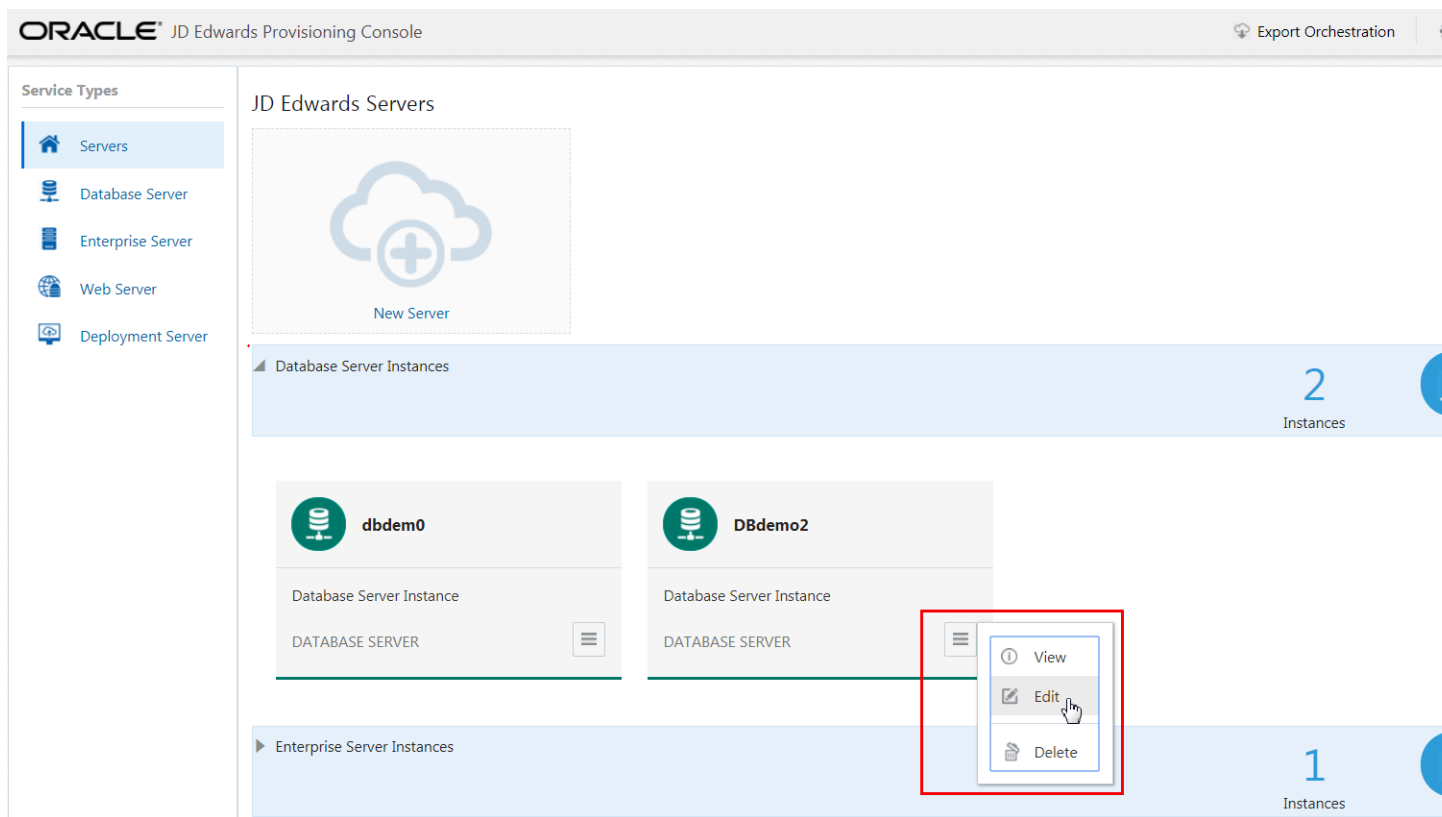 ORACLE® JD Edwards Provisioning Console
Export Orchestration
Service Types
Servers
Database Server
Enterprise Server
Web Server
Deployment Server
JD Edwards Servers
New Server
Database Server Instances
2
Instances
dbdem0
Database Server Instance
DATABASE SERVER
DBdemo2
Database Server Instance
DATABASE SERVER
View
Edit
Delete
Enterprise Server Instances
1
Instances